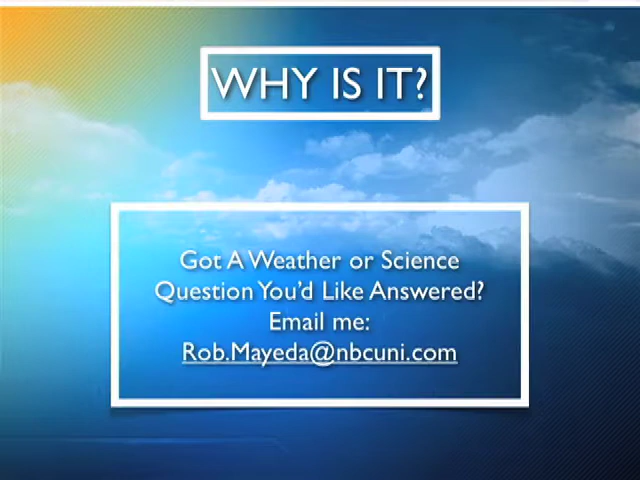 WHY IS IT?
Got A Weather or Science
Question You'd Like Answered?
Email me:
Rob.Mayeda@nbcuni.com